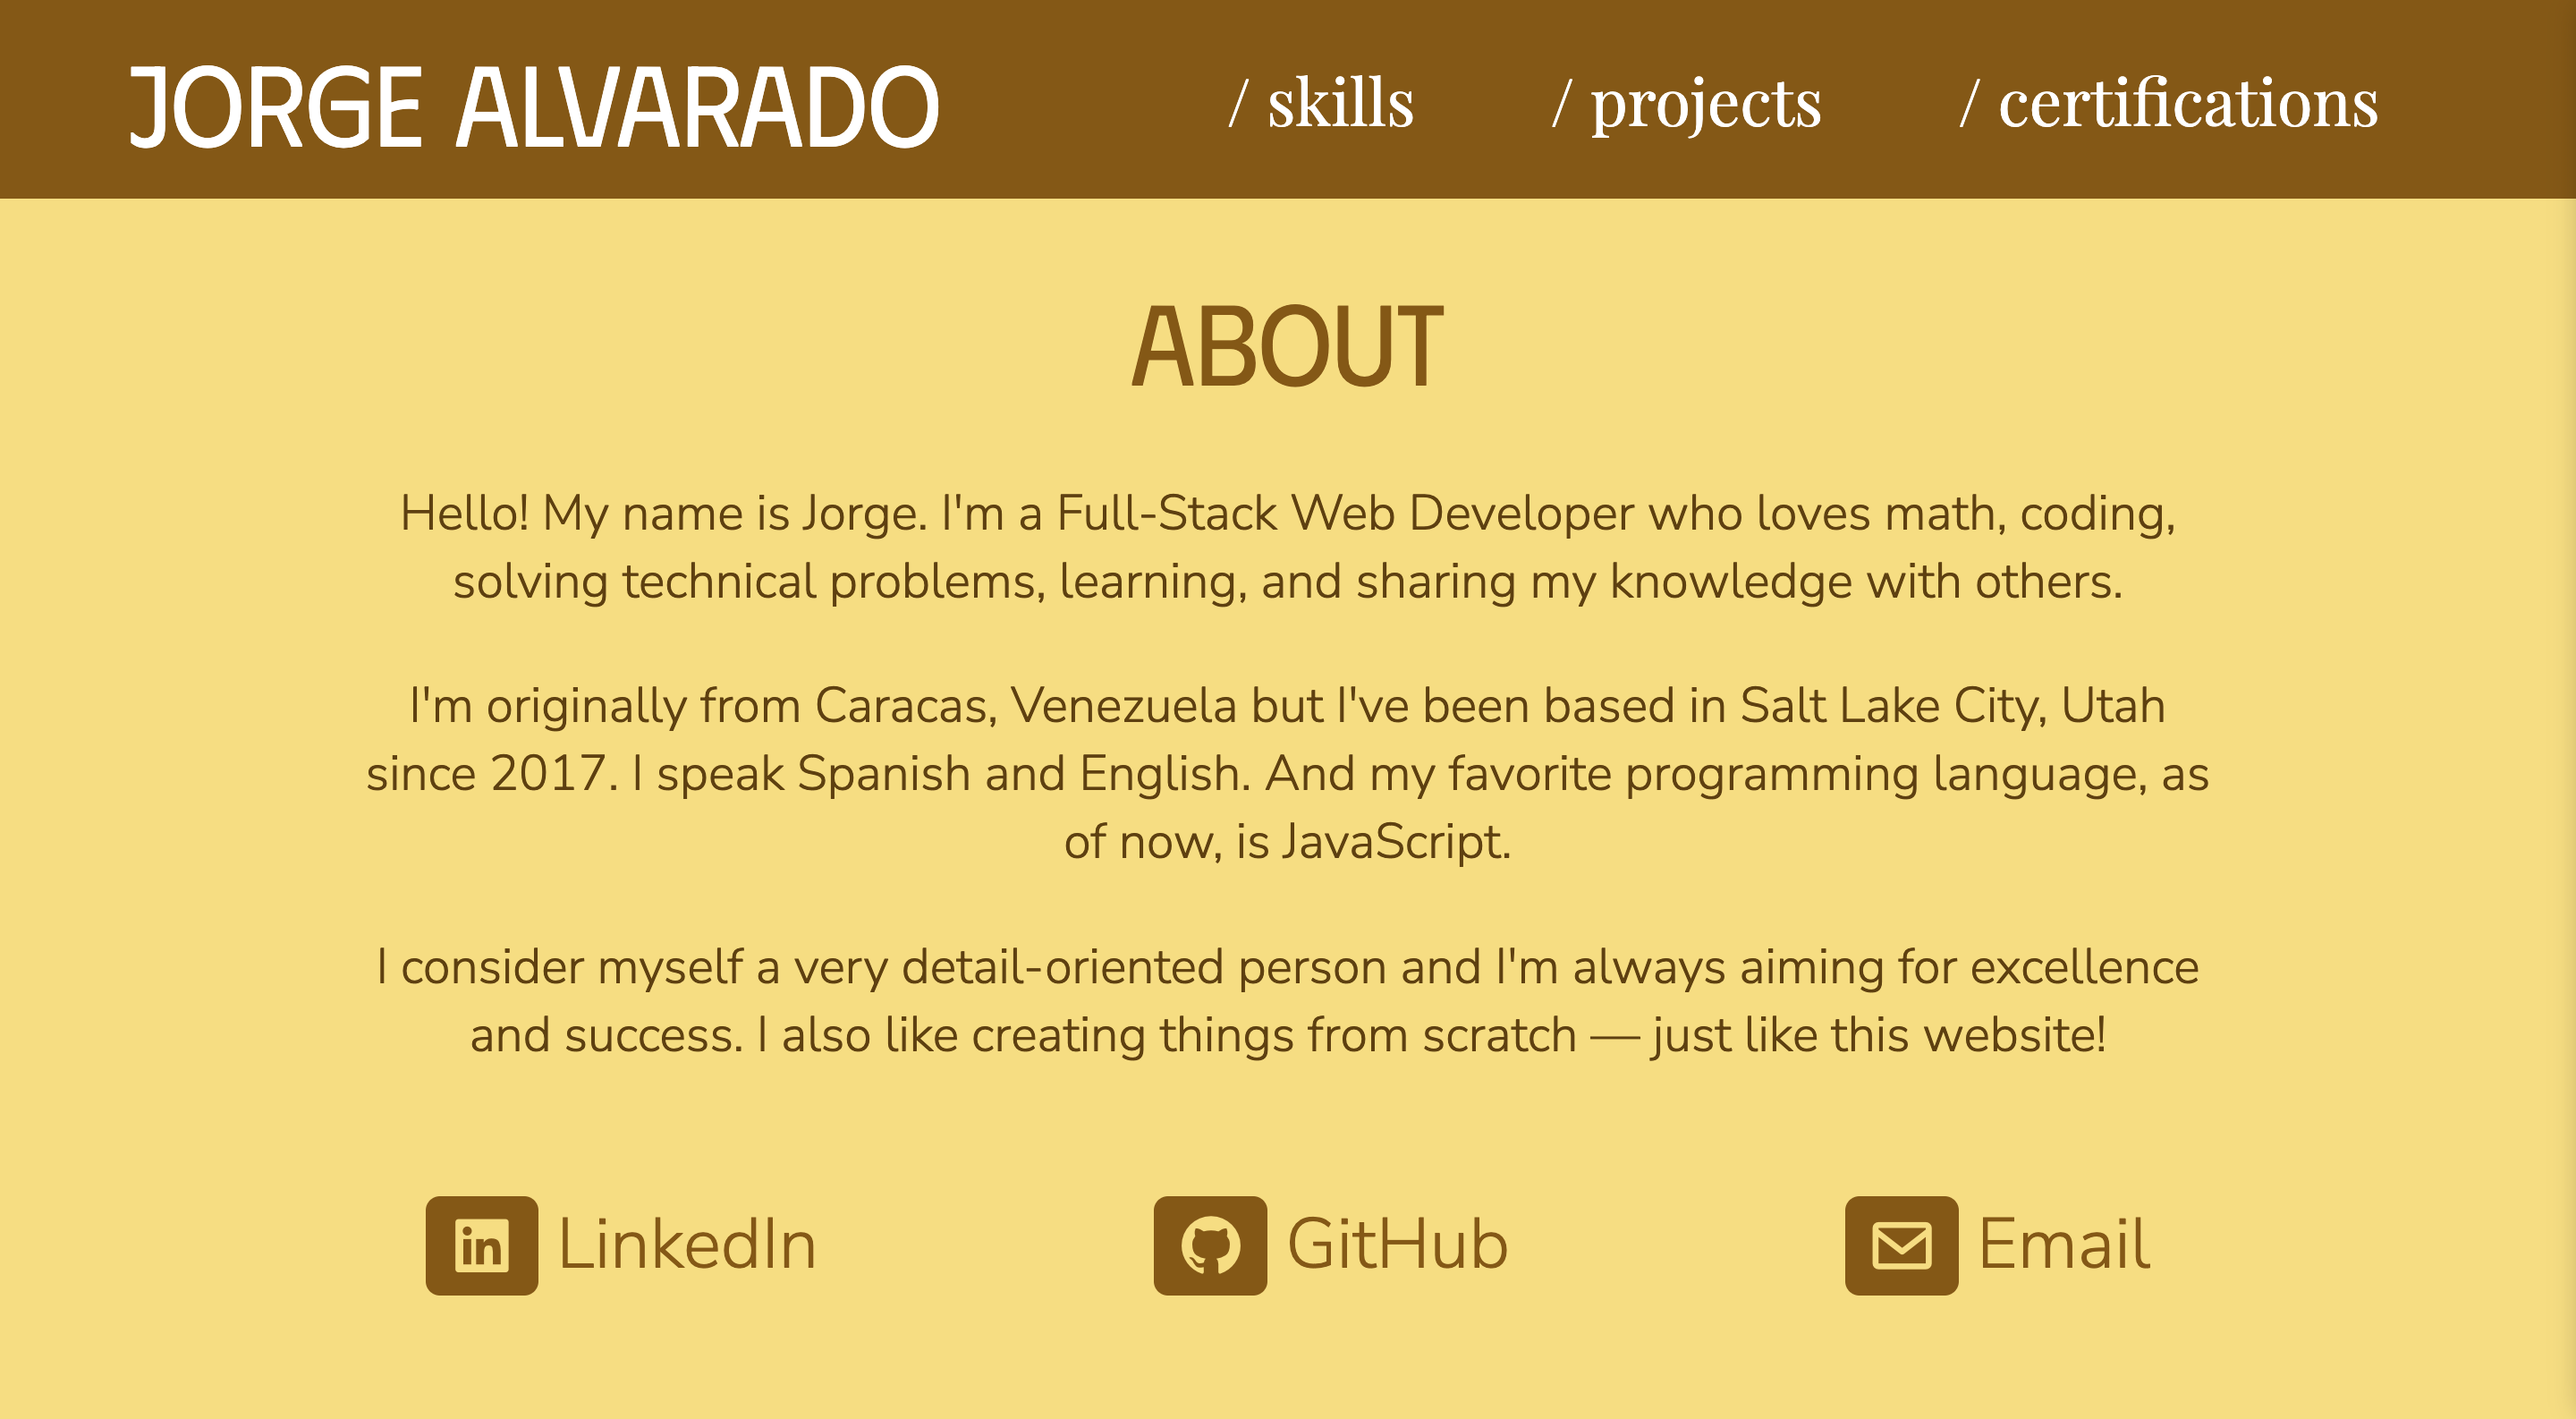 JORGE ALVARADO
/ skills
/ projects
/ certifications
ABOUT
Hello! My name is Jorge. I'm a Full-Stack Web Developer who loves math, coding,
solving technical problems, learning, and sharing my knowledge with others.
I'm originally from Caracas, Venezuela but I've been based in Salt Lake City, Utah
since 2017. I speak Spanish and English. And my favorite programming language, as
of now, is JavaScript.
I consider myself a very detail-oriented person and I'm always aiming for excellence
and success. I also like creating things from scratch — just like this website!
in LinkedIn
GitHub
Email